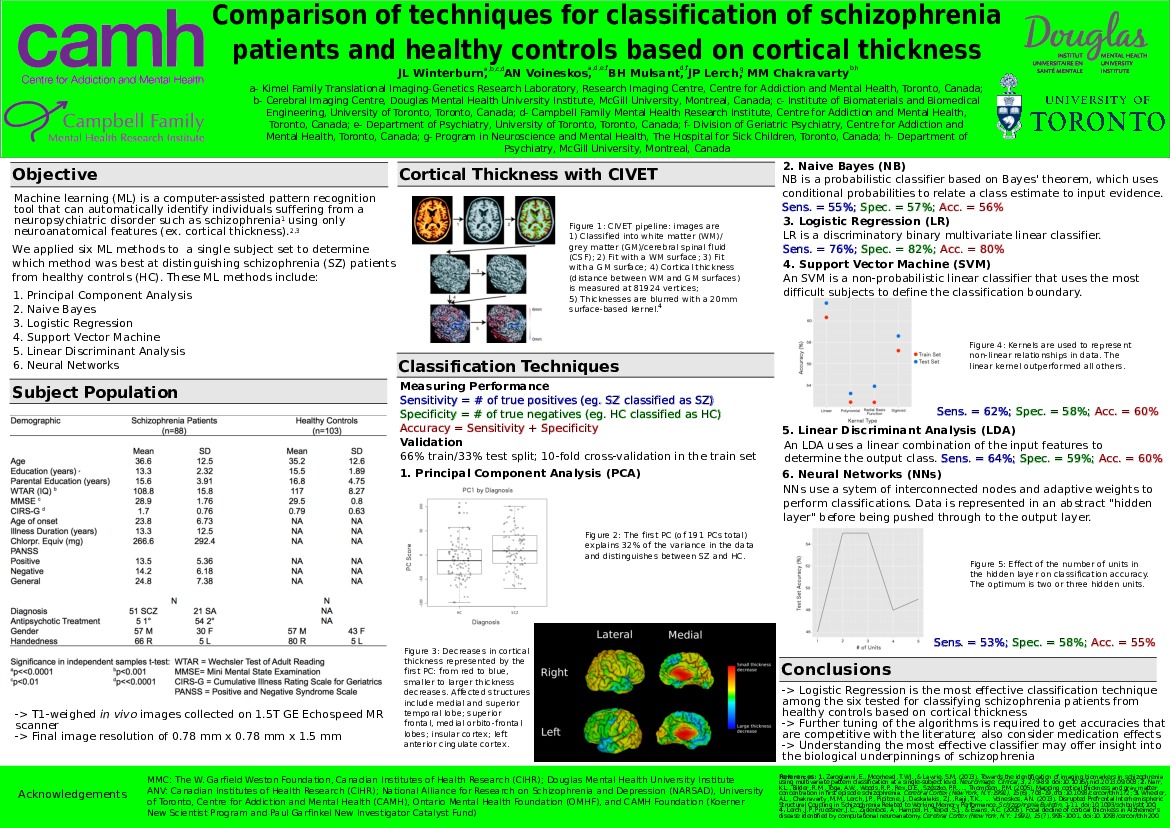 camh
Centre for Addiction and Mental Health
Campbell Family
Mental Health Research Institute
Comparison of techniques for classification of schizophrenia
patients and healthy controls based on cortical thickness
JL Winterburn, AN Voineskos, BH Mulsant, JP Lerch, MM Chakravarty
a- Kimel Family Translational Imaging-Genetics Research Laboratory, Research Imaging Centre, Centre for Addiction and Mental Health, Toronto, Canada;
b- Cerebral Imaging Centre, Douglas Mental Health University Institute, McGill University, Montreal, Canada; c- Institute of Biomaterials and Biomedical
Engineering, University of Toronto, Toronto, Canada; d- Campbell Family Mental Health Research Institute, Centre for Addiction and Mental Health,
Toronto, Canada; e- Department of Psychiatry, University of Toronto, Toronto, Canada; f- Division of Geriatric Psychiatry, Centre for Addiction and
Mental Health, Toronto, Canada; g- Program in Neuroscience and Mental Health, The Hospital for Sick Children, Toronto, Canada; h- Department of
Psychiatry, McGill University, Montreal, Canada
Douglas
INSTITUT UNIVERSITAIRE EN SANTÉ MENTALE
MENTAL HEALTH UNIVERSITY INSTITUTE
UNIVERSITY OF
TORONTO
Objective
Machine learning (ML) is a computer-assisted pattern recognition
tool that can automatically identify individuals suffering from a
neuropsychiatric disorder such as schizophrenia¹ using only
neuroanatomical features (ex. cortical thickness).²,³
We applied six ML methods to a single subject set to determine
which method was best at distinguishing schizophrenia (SZ) patients
from healthy controls (HC). These ML methods include:
1. Principal Component Analysis
2. Naive Bayes
3. Logistic Regression
4. Support Vector Machine
5. Linear Discriminant Analysis
6. Neural Networks
Subject Population
Demographic Schizophrenia Patients Healthy Controls
(n=88) (n=103)
Mean SD Mean SD
Age 36.6 12.5 35.2 12.6
Education (years) 13.3 2.32 15.5 1.89
Parental Education (years) 15.6 3.91 16.8 4.75
WTAR (IQ) b 108.8 15.8 117 8.27
MMSE c 28.9 1.76 29.5 0.8
CIRS-G d 1.7 0.76 0.79 0.63
Age of onset 23.8 6.73 NA NA
Illness Duration (years) 13.3 12.5 NA NA
Chlorpr. Equiv (mg) 266.6 292.4 NA NA
PANSS
Positive 13.5 5.36 NA NA
Negative 14.2 6.18 NA NA
General 24.8 7.38 NA NA
N N
Diagnosis 51 SCZ 21 SA NA
Antipsychotic Treatment 5 1° 54 2° NA
Gender 57 M 30 F 57 M 43 F
Handedness 66 R 5 L 80 R 5 L
Significance in independent samples t-test: WTAR = Wechsler Test of Adult Reading
ᵃp<<0.0001 ᵇp<0.001 MMSE= Mini Mental State Examination
ᶜp<0.01 ᵈp<<0.0001 CIRS-G = Cumulative Illness Rating Scale for Geriatrics
PANSS = Positive and Negative Syndrome Scale
-> T1-weighed in vivo images collected on 1.5T GE Echospeed MR
scanner
-> Final image resolution of 0.78 mm x 0.78 mm x 1.5 mm
Cortical Thickness with CIVET
Figure 1: CIVET pipeline: images are
1) Classified into white matter (WM)/
grey matter (GM)/cerebral spinal fluid
(CSF); 2) Fit with a WM surface; 3) Fit
with a GM surface; 4) Cortical thickness
(distance between WM and GM surfaces)
is measured at 81924 vertices;
5) Thicknesses are blurred with a 20mm
surface-based kernel.⁴
Classification Techniques
Measuring Performance
Sensitivity = # of true positives (eg. SZ classified as SZ)
Specificity = # of true negatives (eg. HC classified as HC)
Accuracy = Sensitivity + Specificity
Validation
66% train/33% test split; 10-fold cross-validation in the train set
1. Principal Component Analysis (PCA)
PC1 by Diagnosis
PC Score
HC SCZ
Diagnosis
Figure 2: The first PC (of 191 PCs total)
explains 32% of the variance in the data
and distinguishes between SZ and HC.
Figure 3: Decreases in cortical
thickness represented by the
first PC: from red to blue,
smaller to larger thickness
decreases. Affected structures
include medial and superior
temporal lobe; superior
frontal, medial orbito-frontal
lobes; insular cortex; left
anterior cingulate cortex.
Lateral Medial
Right
Left
Small thickness
decrease
Large thickness
decrease
2. Naive Bayes (NB)
NB is a probabilistic classifier based on Bayes' theorem, which uses
conditional probabilities to relate a class estimate to input evidence.
Sens. = 55%; Spec. = 57%; Acc. = 56%
3. Logistic Regression (LR)
LR is a discriminatory binary multivariate linear classifier.
Sens. = 76%; Spec. = 82%; Acc. = 80%
4. Support Vector Machine (SVM)
An SVM is a non-probabilistic linear classifier that uses the most
difficult subjects to define the classification boundary.
Accuracy (%)
Train Set
Test Set
Linear Polynomial Radial Basis Function Sigmoid
Kernel Type
Figure 4: Kernels are used to represent
non-linear relationships in data. The
linear kernel outperformed all others.
Sens. = 62%; Spec. = 58%; Acc. = 60%
5. Linear Discriminant Analysis (LDA)
An LDA uses a linear combination of the input features to
determine the output class. Sens. = 64%; Spec. = 59%; Acc. = 60%
6. Neural Networks (NNs)
NNs use a sytem of interconnected nodes and adaptive weights to
perform classifications. Data is represented in an abstract "hidden
layer" before being pushed through to the output layer.
Test Set Accuracy (%)
# of Units
Figure 5: Effect of the number of units in
the hidden layer on classification accuracy.
The optimum is two or three hidden units.
Sens. = 53%; Spec. = 58%; Acc. = 55%
Conclusions
-> Logistic Regression is the most effective classification technique
among the six tested for classifying schizophrenia patients from
healthy controls based on cortical thickness
-> Further tuning of the algorithms is required to get accuracies that
are competitive with the literature; also consider medication effects
-> Understanding the most effective classifier may offer insight into
the biological underpinnings of schizophrenia
Acknowledgements
MMC: The W. Garfield Weston Foundation, Canadian Institutes of Health Research (CIHR); Douglas Mental Health University Institute
ANV: Canadian Institutes of Health Research (CIHR); National Alliance for Research on Schizophrenia and Depression (NARSAD), University
of Toronto, Centre for Addiction and Mental Health (CAMH), Ontario Mental Health Foundation (OMHF), and CAMH Foundation (Koerner
New Scientist Program and Paul Garfinkel New Investigator Catalyst Fund)
References: 1.